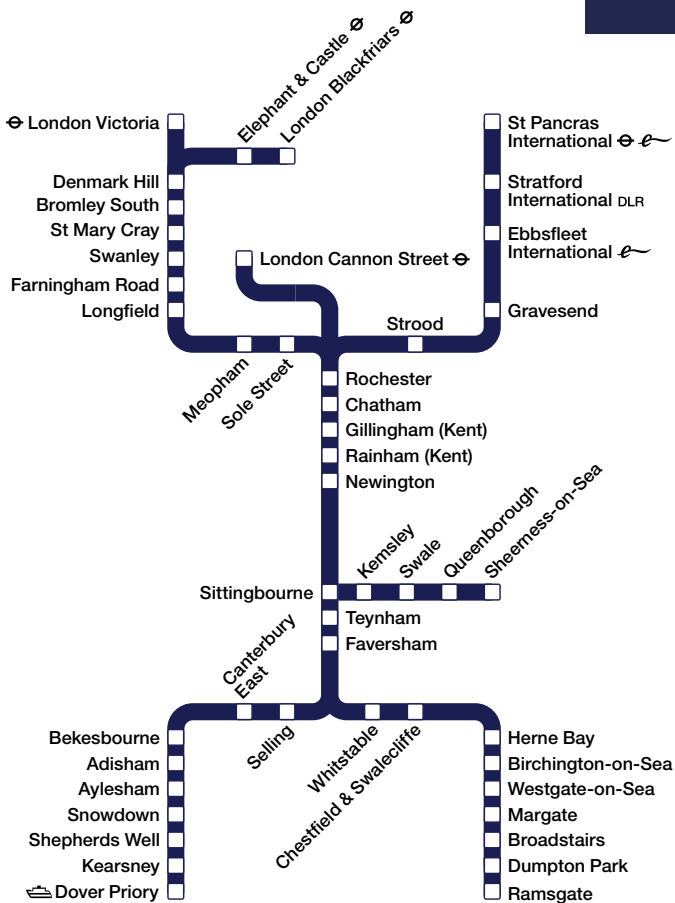 Elephant & Castle
London Blackfriars
London Victoria
St Pancras
International
Denmark Hill
Stratford
International DLR
Bromley South
St Mary Cray
Ebbsfleet
International
Swanley
London Cannon Street
Farningham Road
Longfield
Gravesend
Strood
Meopham
Sole Street
Rochester
Chatham
Gillingham (Kent)
Rainham (Kent)
Newington
Kemsley
Swale
Queenborough
Sheerness-on-Sea
Sittingbourne
Teynham
Faversham
Canterbury
East
Selling
Whitstable
Chestfield & Swalecliffe
Bekesbourne
Herne Bay
Adisham
Birchington-on-Sea
Aylesham
Westgate-on-Sea
Snowdown
Margate
Shepherds Well
Broadstairs
Kearsney
Dumpton Park
Dover Priory
Ramsgate